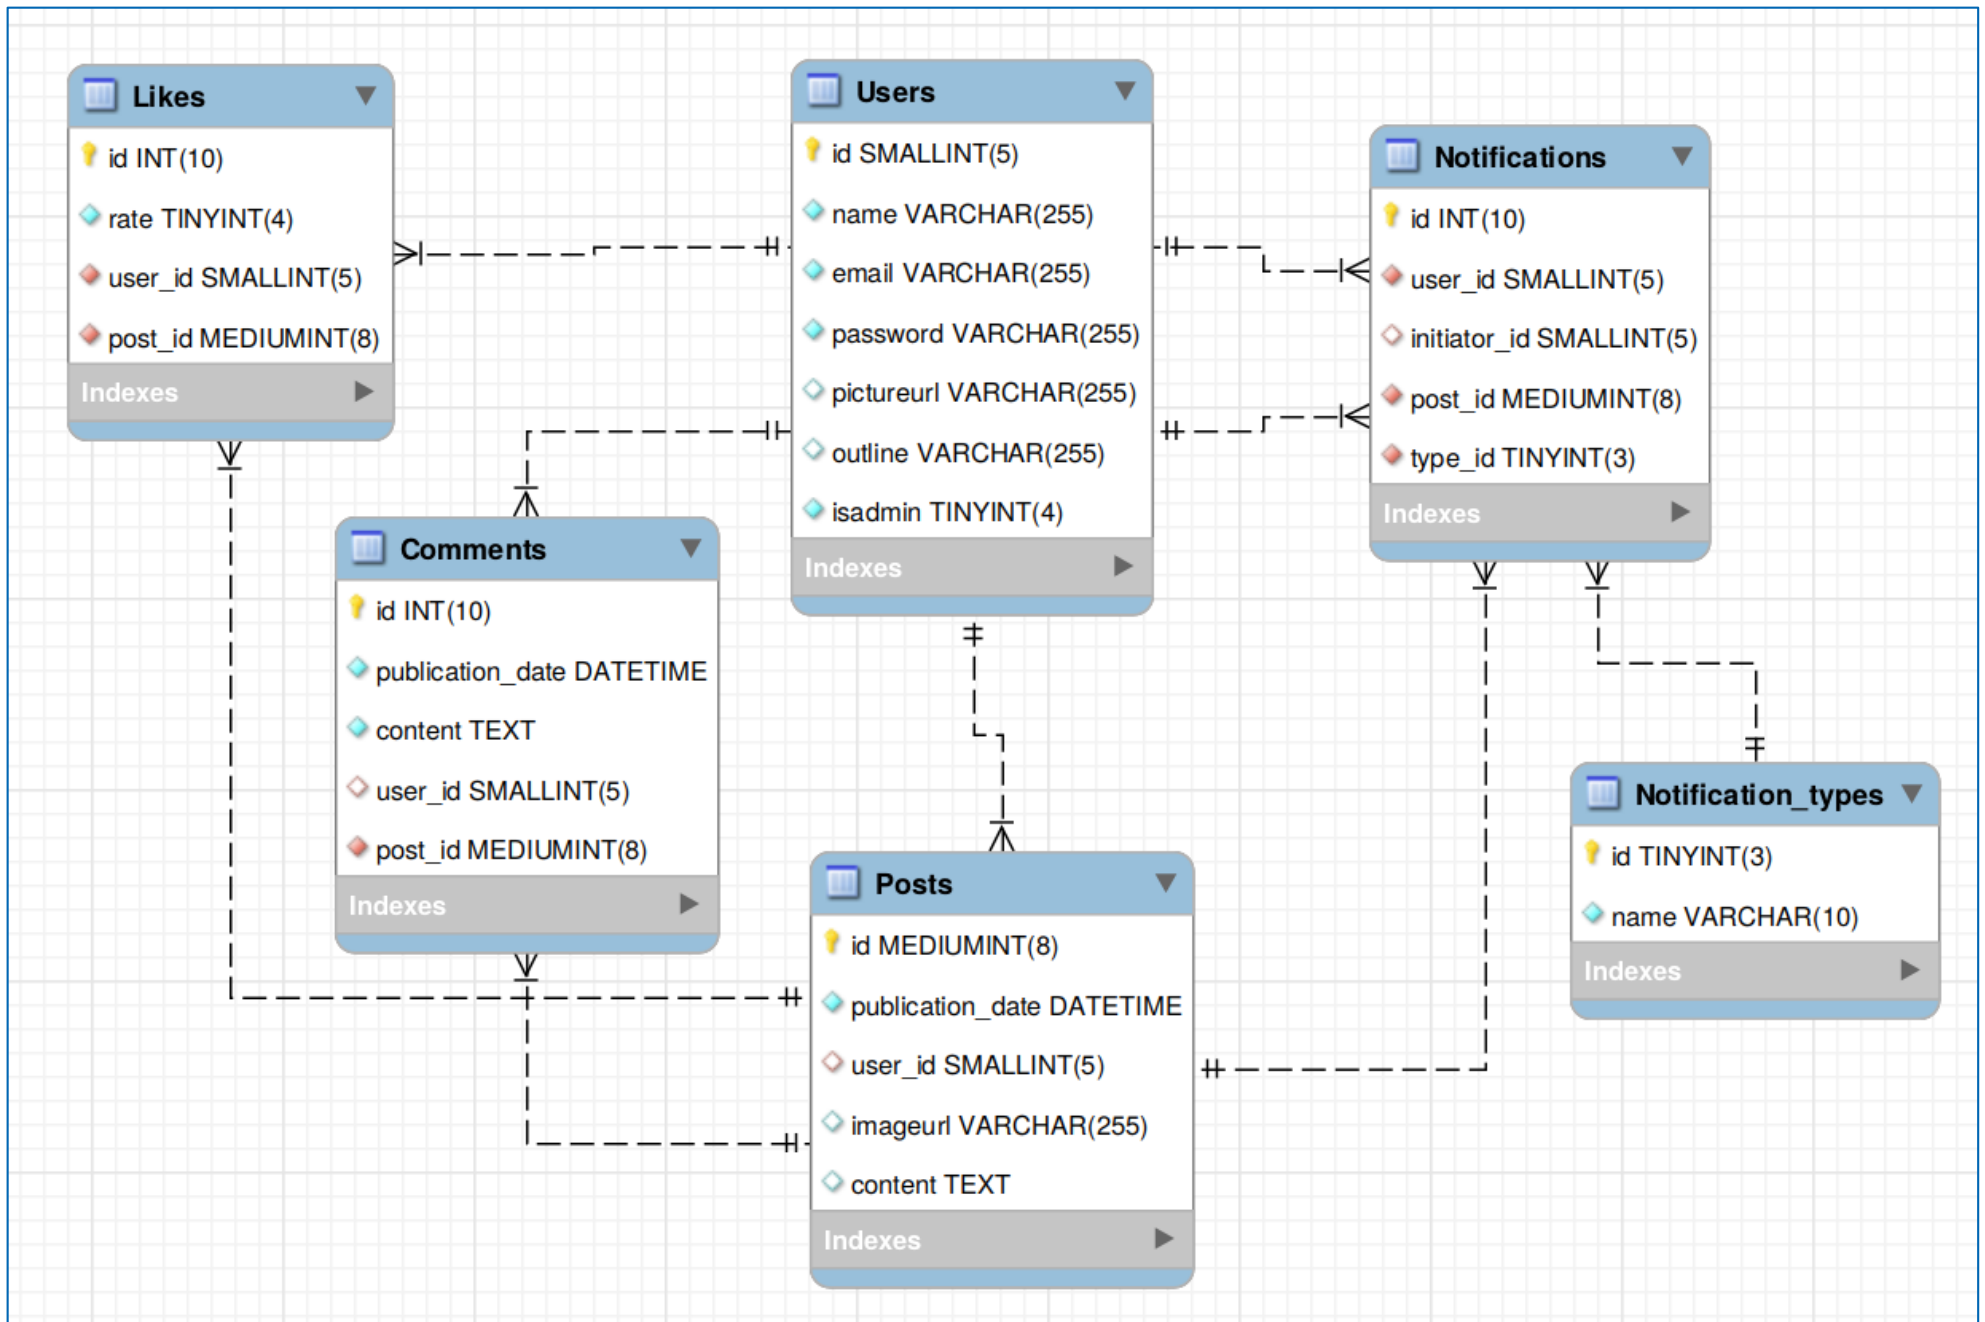 Likes
id INT(10)
rate TINYINT(4)
user_id SMALLINT(5)
post_id MEDIUMINT(8)
Indexes
Users
id SMALLINT(5)
name VARCHAR(255)
email VARCHAR(255)
password VARCHAR(255)
pictureurl VARCHAR(255)
outline VARCHAR(255)
isadmin TINYINT(4)
Indexes
Notifications
id INT(10)
user_id SMALLINT(5)
initiator_id SMALLINT(5)
post_id MEDIUMINT(8)
type_id TINYINT(3)
Indexes
Comments
id INT(10)
publication_date DATETIME
content TEXT
user_id SMALLINT(5)
post_id MEDIUMINT(8)
Indexes
Posts
id MEDIUMINT(8)
publication_date DATETIME
user_id SMALLINT(5)
imageurl VARCHAR(255)
content TEXT
Indexes
Notification_types
id TINYINT(3)
name VARCHAR(10)
Indexes